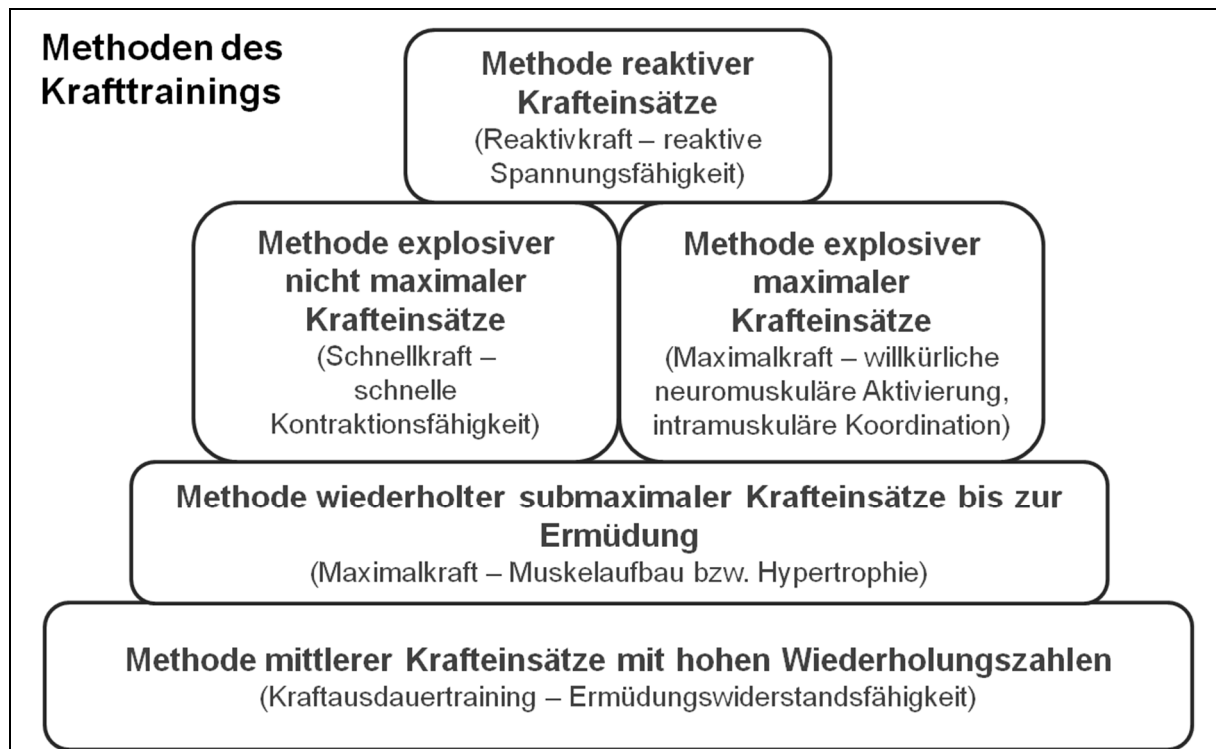 Methoden des
Krafttrainings
Methode reaktiver
Krafteinsätze
(Reaktivkraft – reaktive
Spannungsfähigkeit)
Methode explosiver
nicht maximaler
Krafteinsätze
(Schnellkraft –
schnelle
Kontraktionsfähigkeit)
Methode explosiver
maximaler
Krafteinsätze
(Maximalkraft – willkürliche
neuromuskuläre Aktivierung,
intramuskuläre Koordination)
Methode wiederholter submaximaler Krafteinsätze bis zur
Ermüdung
(Maximalkraft – Muskelaufbau bzw. Hypertrophie)
Methode mittlerer Krafteinsätze mit hohen Wiederholungszahlen
(Kraftausdauertraining – Ermüdungswiderstandsfähigkeit)